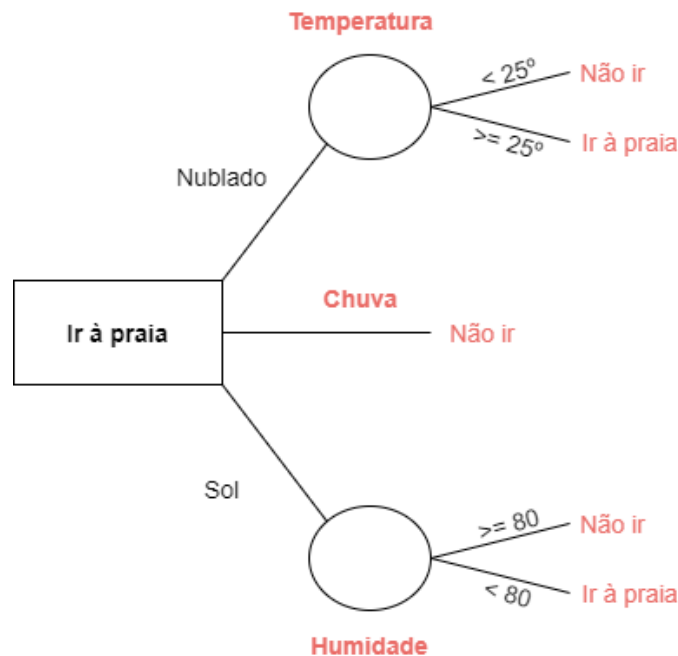 Temperatura
< 25º
Não ir
>= 25º
Ir à praia
Nublado
Chuva
Ir à praia
Não ir
Sol
>= 80
Não ir
< 80
Ir à praia
Humidade